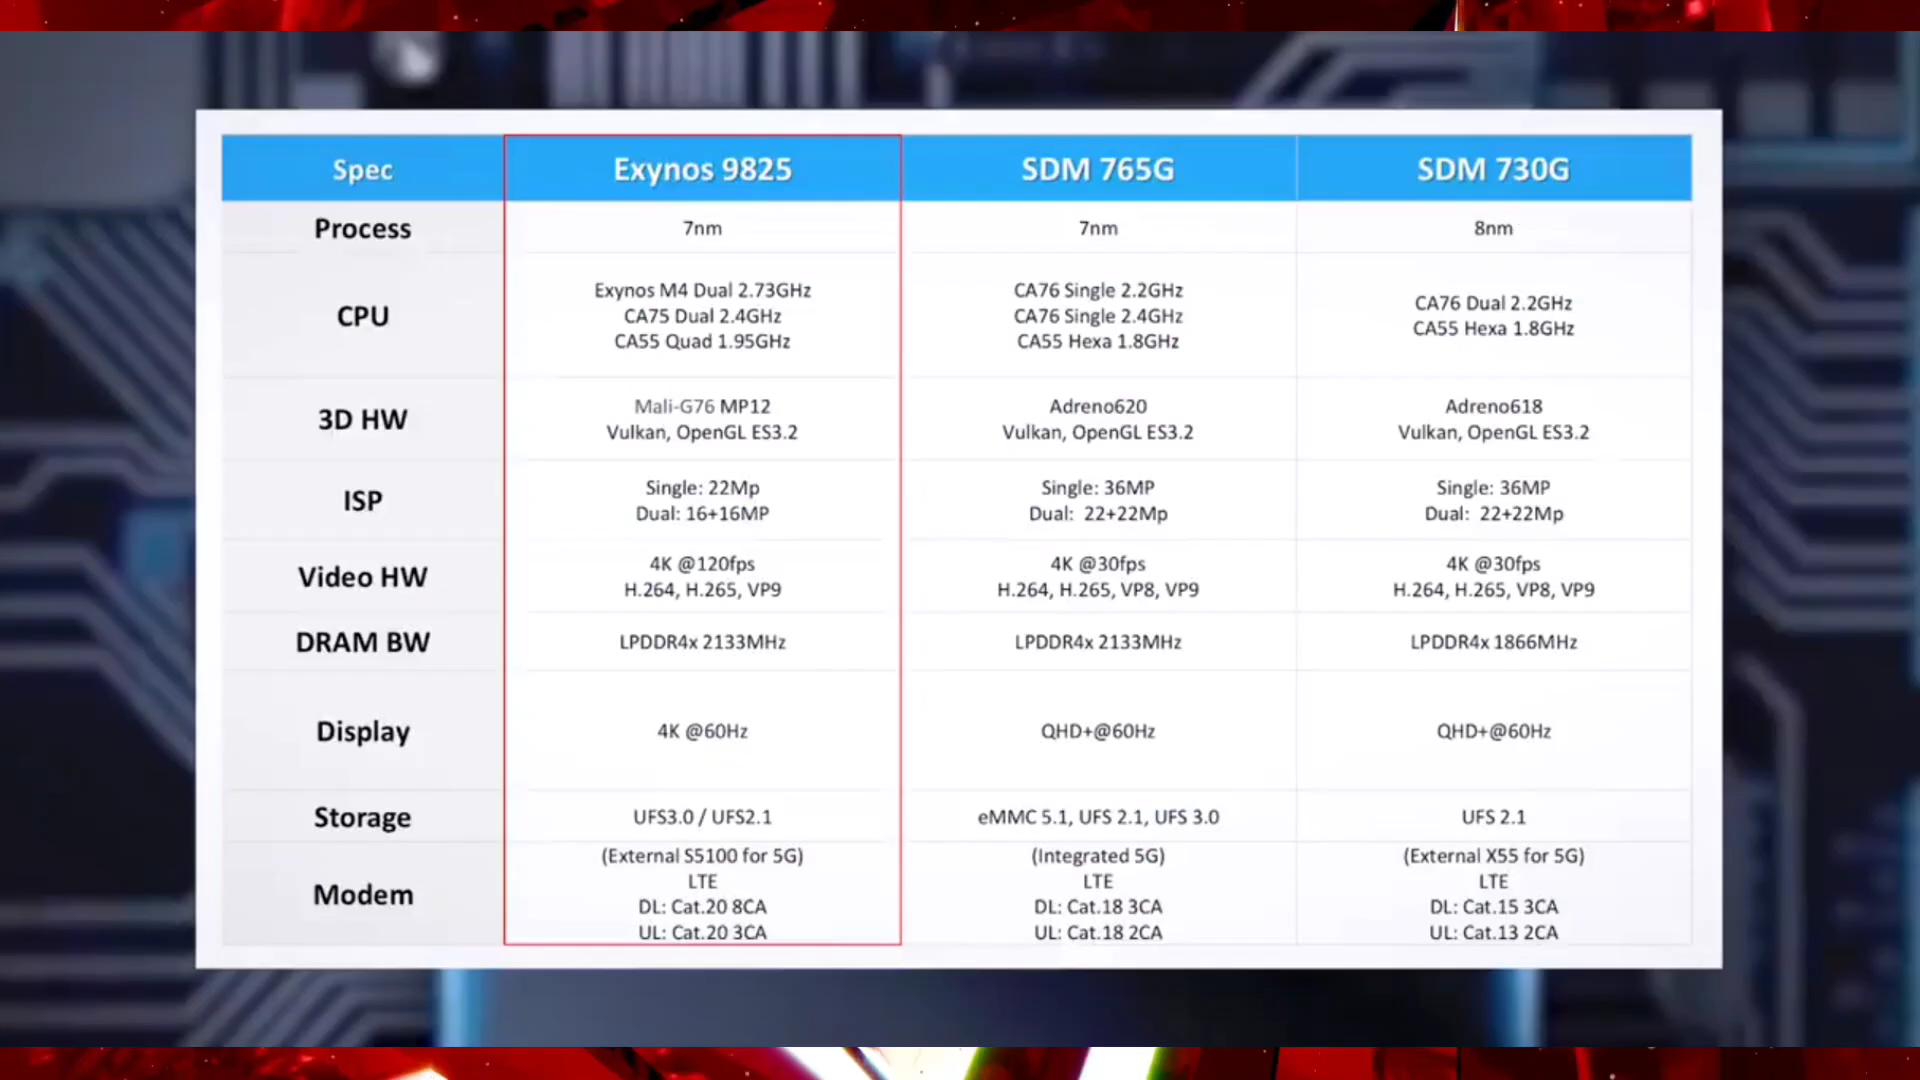 Spec Exynos 9825 SDM 765G SDM 730G
Process 7nm 7nm 8nm
CPU
Exynos M4 Dual 2.73GHz
CA75 Dual 2.4GHz
CA55 Quad 1.95GHz
CA76 Single 2.2GHz
CA76 Single 2.4GHz
CA55 Hexa 1.8GHz
CA76 Dual 2.2GHz
CA55 Hexa 1.8GHz
3D HW
Mali-G76 MP12
Vulkan, OpenGL ES3.2
Adreno620
Vulkan, OpenGL ES3.2
Adreno618
Vulkan, OpenGL ES3.2
ISP
Single: 22Mp
Dual: 16+16MP
Single: 36MP
Dual: 22+22Mp
Single: 36MP
Dual: 22+22Mp
Video HW
4K @120fps
H.264, H.265, VP9
4K @30fps
H.264, H.265, VP8, VP9
4K @30fps
H.264, H.265, VP8, VP9
DRAM BW LPDDR4x 2133MHz LPDDR4x 2133MHz LPDDR4x 1866MHz
Display 4K @60Hz QHD+@60Hz QHD+@60Hz
Storage UFS3.0 / UFS2.1 eMMC 5.1, UFS 2.1, UFS 3.0 UFS 2.1
Modem
(External S5100 for 5G)
LTE
DL: Cat.20 8CA
UL: Cat.20 3CA
(Integrated 5G)
LTE
DL: Cat.18 3CA
UL: Cat.18 2CA
(External X55 for 5G)
LTE
DL: Cat.15 3CA
UL: Cat.13 2CA